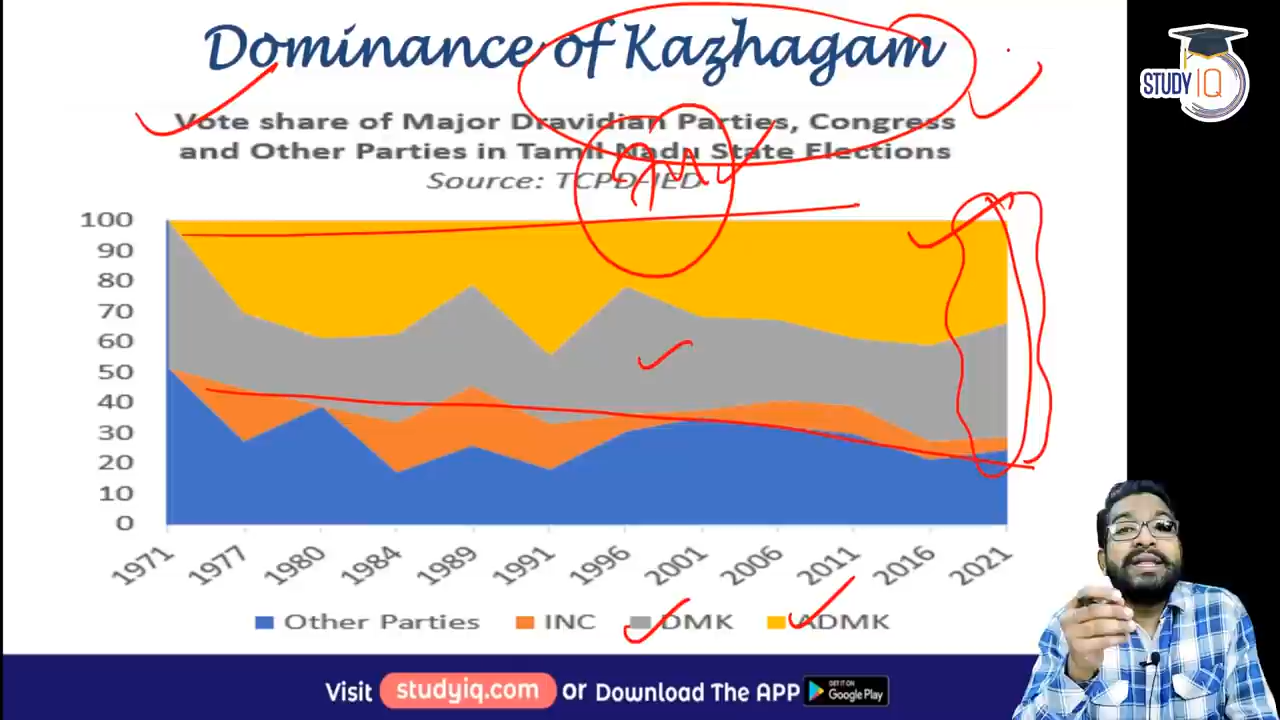 Dominance of Kazhagam
STUDY IQ
Vote share of Major Dravidian Parties, Congress
and Other Parties in Tamil Nadu State Elections
Source: TCPD-IED
100
90
80
70
60
50
40
30
20
10
0
1971 1977 1980 1984 1989 1991 1996 2001 2006 2011 2016 2021
Other Parties INC DMK ADMK
Visit studyiq.com or Download The APP GET IT ON Google Play